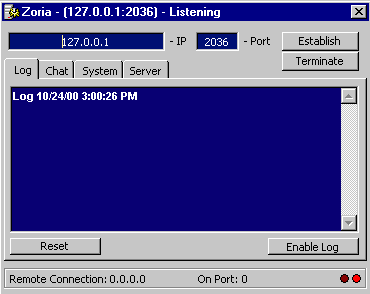 Zoria - (127.0.0.1:2036) - Listening
127.0.0.1 - IP 2036 - Port Establish
Terminate
Log Chat System Server
Log 10/24/00 3:00:26 PM
Reset Enable Log
Remote Connection: 0.0.0.0 On Port: 0